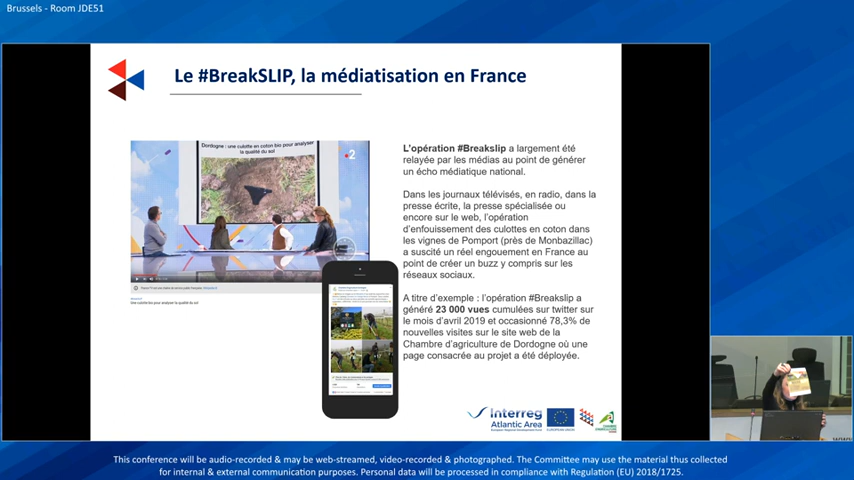 Brussels - Room JDE51
Le #BreakSLIP, la médiatisation en France
Dordogne : une culotte en coton bio pour analyser
la qualité du sol
2
L'opération #Breakslip a largement été
relayée par les médias au point de générer
un écho médiatique national.
Dans les journaux télévisés, en radio, dans la
presse écrite, la presse spécialisée ou
encore sur le web, l'opération
d'enfouissement des culottes en coton dans
les vignes de Pomport (près de Monbazillac)
a suscité un réel engouement en France au
point de créer un buzz y compris sur les
réseaux sociaux.
A titre d'exemple : l'opération #Breakslip a
généré 23 000 vues cumulées sur twitter sur
le mois d'avril 2019 et occasionné 78,3% de
nouvelles visites sur le site web de la
Chambre d'agriculture de Dordogne où une
page consacrée au projet a été déployée.
Une culotte bio pour analyser la qualité du sol
Interreg
Atlantic Area
European Regional Development Fund
EUROPEAN UNION
This conference will be audio-recorded & may be web-streamed, video-recorded & photographed. The Committee may use the material thus collected
for internal & external communication purposes. Personal data will be processed in compliance with Regulation (EU) 2018/1725.